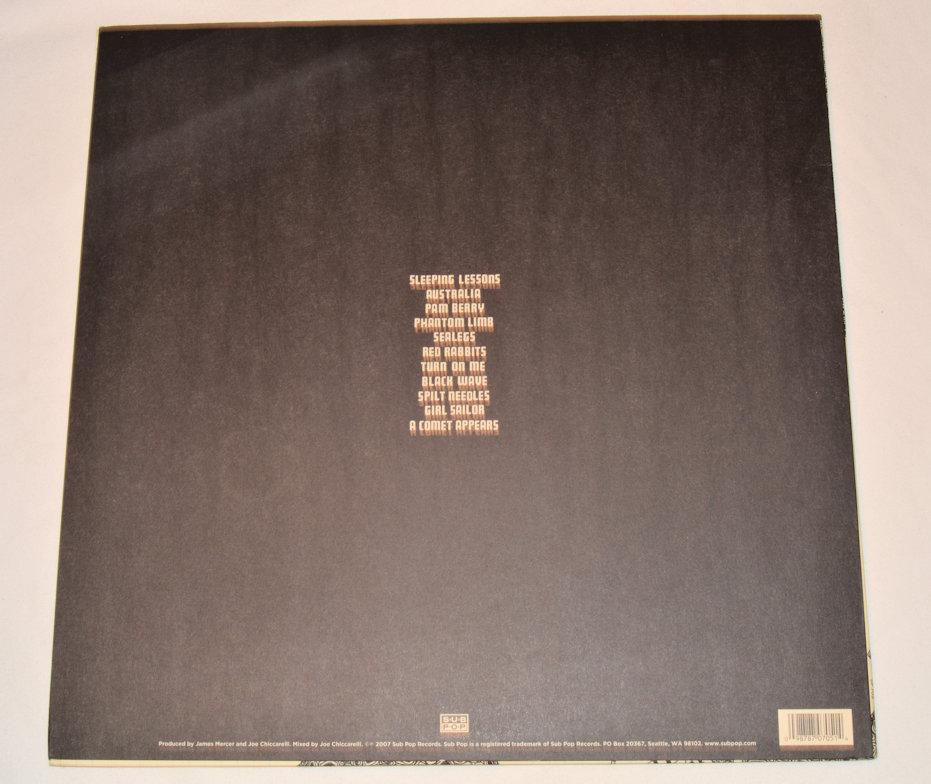 SLEEPING LESSONS
AUSTRALIA
PAM BERRY
PHANTOM LIMB
SEALEGS
RED RABBITS
TURN ON ME
BLACK WAVE
SPILT NEEDLES
GIRL SAILOR
A COMET APPEARS
SUB
POP
Produced by James Mercer and Joe Chiccarelli. Mixed by Joe Chiccarelli. ©℗ 2007 Sub Pop Records. Sub Pop is a registered trademark of Sub Pop Records. PO Box 20367, Seattle, WA 98102. www.subpop.com